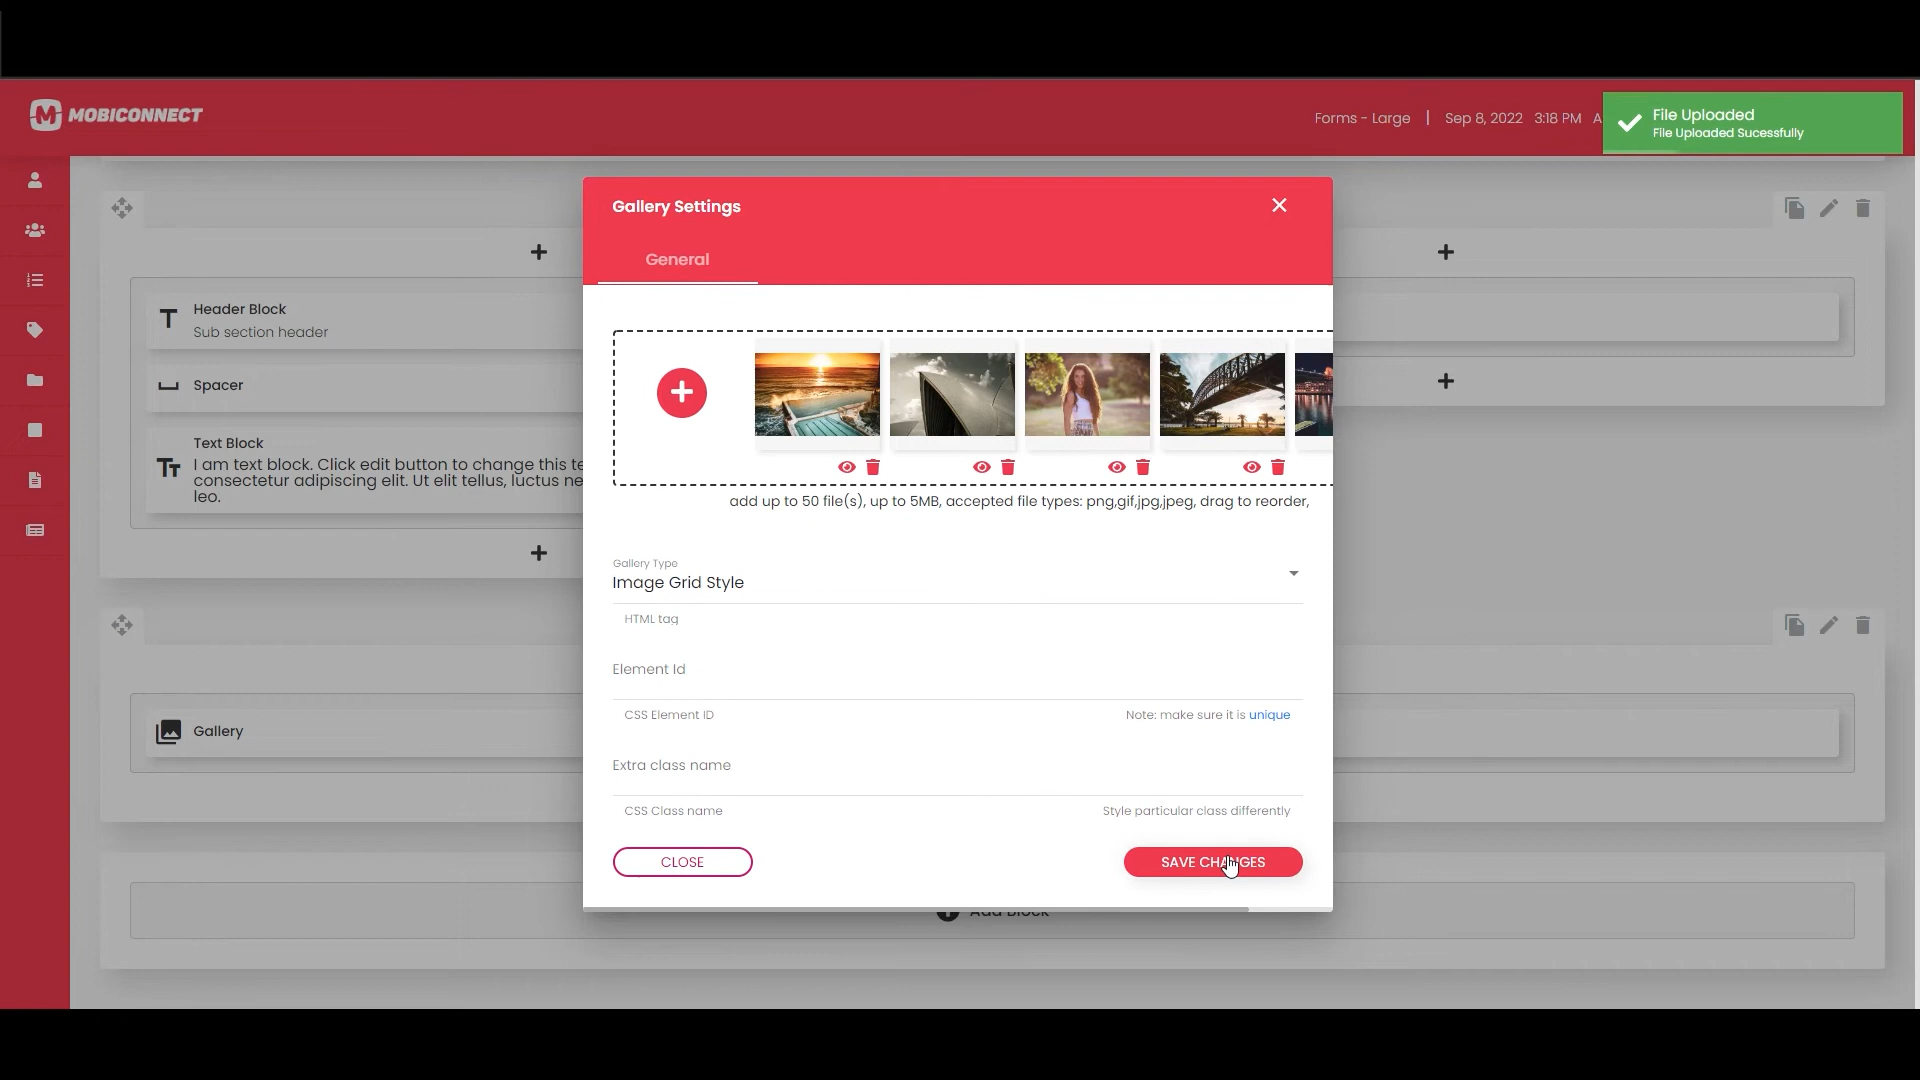 MOBICONNECT
Forms - Large | Sep 8, 2022 3:18 PM A
File Uploaded
File Uploaded Sucessfully
Gallery Settings
General
Header Block
Sub section header
Spacer
Text Block
I am text block. Click edit button to change this te
consectetur adipiscing elit. Ut elit tellus, luctus ne
leo.
add up to 50 file(s), up to 5MB, accepted file types: png,gif,jpg,jpeg, drag to reorder,
Gallery Type
Image Grid Style
HTML tag
Element Id
CSS Element ID
Note: make sure it is unique
Gallery
Extra class name
CSS Class name
Style particular class differently
CLOSE
SAVE CHANGES
Add Block